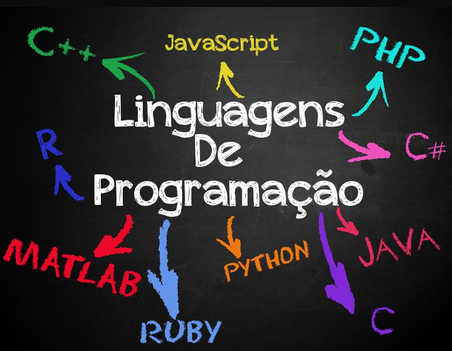 C++
JavaScript
PHP
Linguagens
De
Programação
R
C#
MATLAB
RUBY
PYTHON
JAVA
C